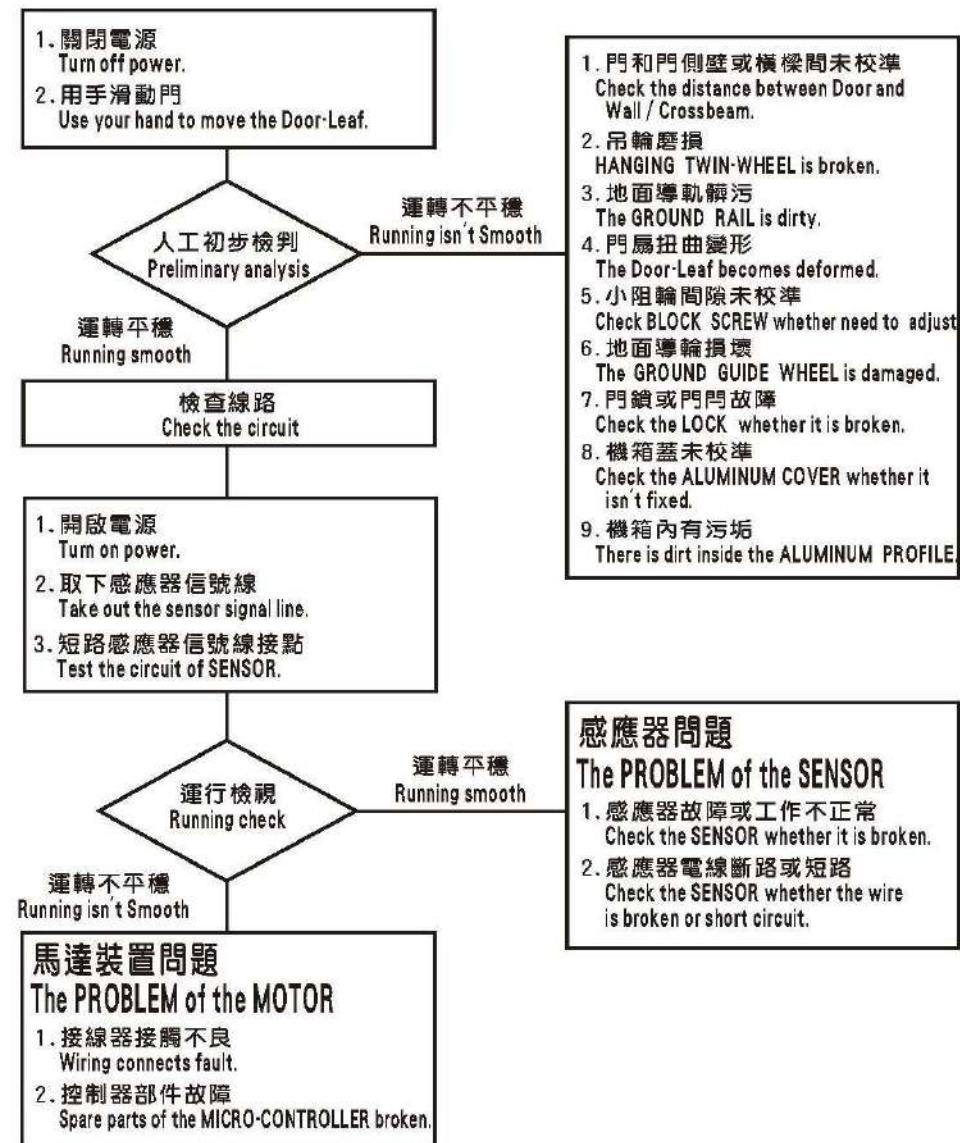 1. 關閉電源
Turn off power.
2. 用手滑動門
Use your hand to move the Door-Leaf.
人工初步檢判
Preliminary analysis
運轉不平穩
Running isn't Smooth
1. 門和門側壁或橫樑間未校準
Check the distance between Door and
Wall / Crossbeam.
2. 吊輪磨損
HANGING TWIN-WHEEL is broken.
3. 地面導軌髒污
The GROUND RAIL is dirty.
4. 門扇扭曲變形
The Door-Leaf becomes deformed.
5. 小阻輪間隙未校準
Check BLOCK SCREW whether need to adjust
6. 地面導輪損壞
The GROUND GUIDE WHEEL is damaged.
7. 門鎖或門閂故障
Check the LOCK whether it is broken.
8. 機箱蓋未校準
Check the ALUMINUM COVER whether it
isn't fixed.
9. 機箱內有污垢
There is dirt inside the ALUMINUM PROFILE.
運轉平穩
Running smooth
檢查線路
Check the circuit
1. 開啟電源
Turn on power.
2. 取下感應器信號線
Take out the sensor signal line.
3. 短路感應器信號線接點
Test the circuit of SENSOR.
運行檢視
Running check
運轉平穩
Running smooth
感應器問題
The PROBLEM of the SENSOR
1. 感應器故障或工作不正常
Check the SENSOR whether it is broken.
2. 感應器電線斷路或短路
Check the SENSOR whether the wire
is broken or short circuit.
運轉不平穩
Running isn't Smooth
馬達裝置問題
The PROBLEM of the MOTOR
1. 接線器接觸不良
Wiring connects fault.
2. 控制器部件故障
Spare parts of the MICRO-CONTROLLER broken.